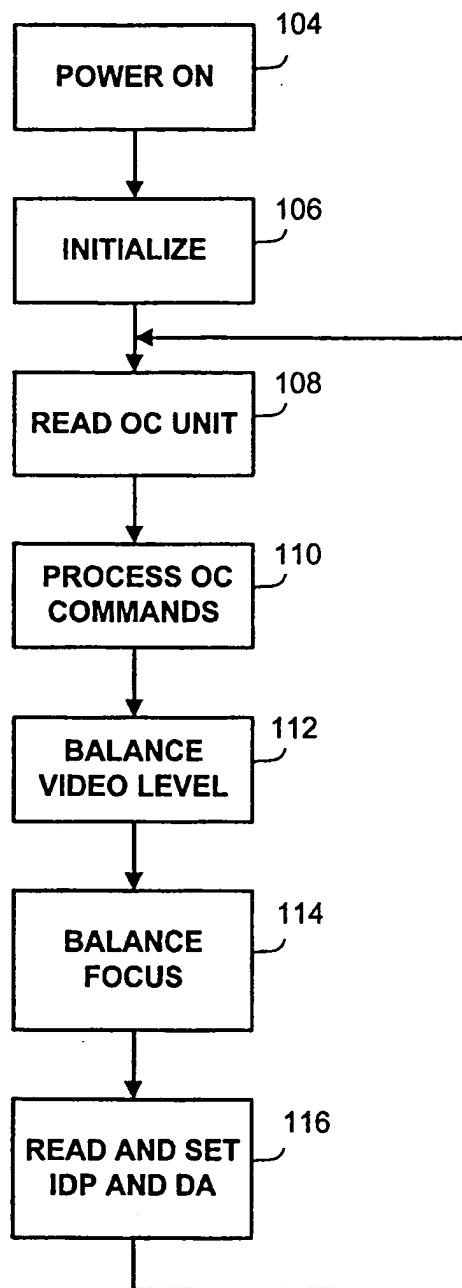 104
POWER ON
106
INITIALIZE
108
READ OC UNIT
110
PROCESS OC
COMMANDS
112
BALANCE
VIDEO LEVEL
114
BALANCE
FOCUS
116
READ AND SET
IDP AND DA